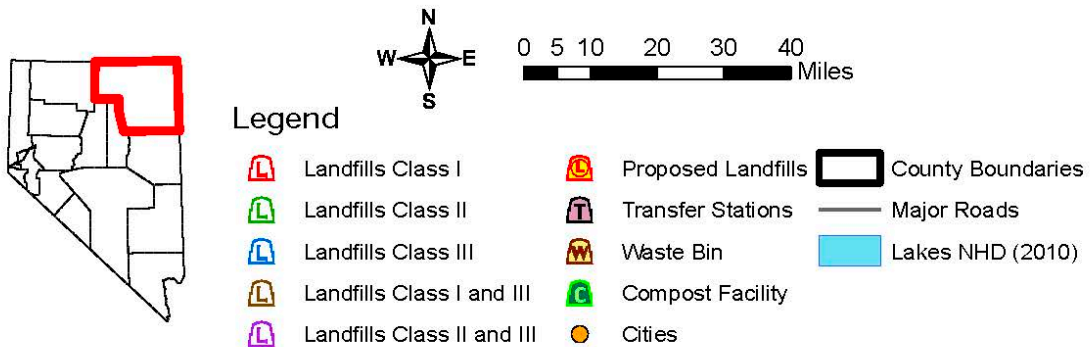 N
W E
S
0 5 10 20 30 40
Miles
Legend
L Landfills Class I
L Landfills Class II
L Landfills Class III
L Landfills Class I and III
L Landfills Class II and III
L Proposed Landfills
T Transfer Stations
W Waste Bin
C Compost Facility
Cities
County Boundaries
Major Roads
Lakes NHD (2010)